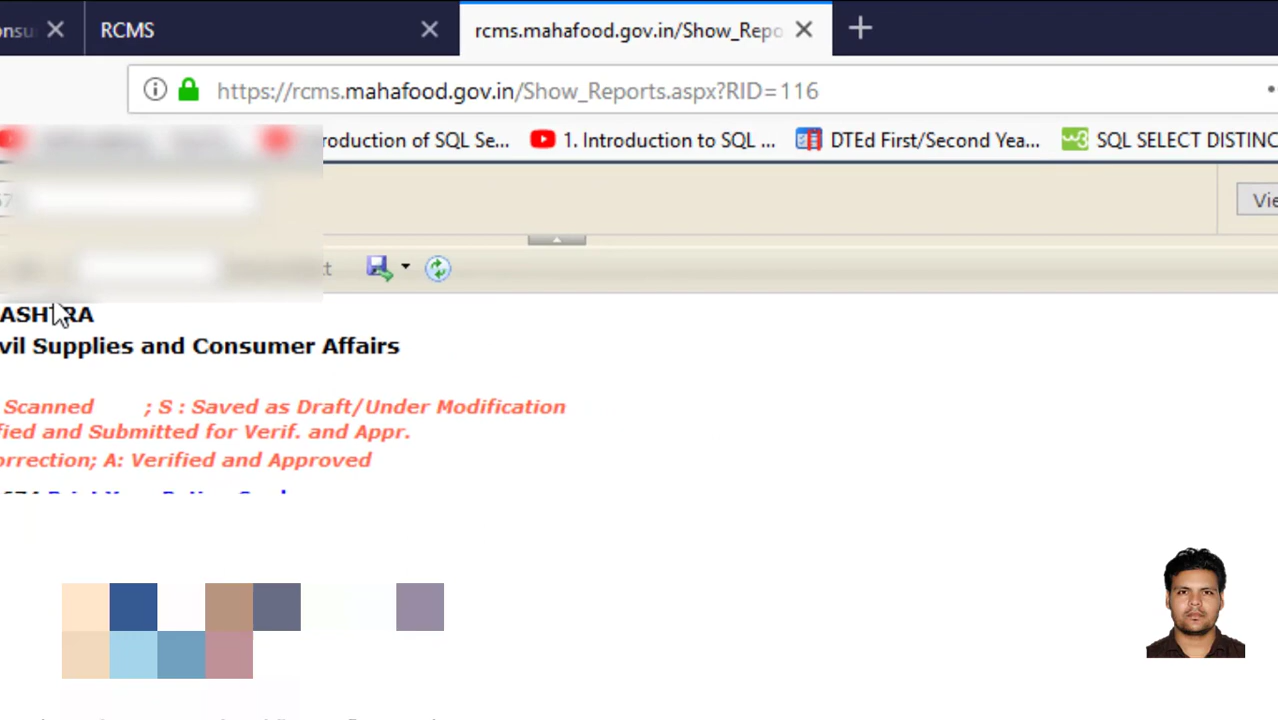 onsu
RCMS
rcms.mahafood.gov.in/Show_Repo
https://rcms.mahafood.gov.in/Show_Reports.aspx?RID=116
roduction of SQL Se...
1. Introduction to SQL ...
DTEd First/Second Yea...
SQL SELECT DISTINC
Vie
ASHTRA
vil Supplies and Consumer Affairs
Scanned ; S : Saved as Draft/Under Modification
fied and Submitted for Verif. and Appr.
orrection; A: Verified and Approved